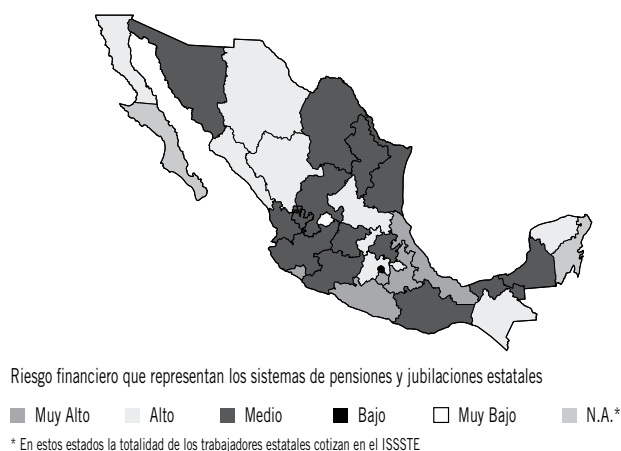 Riesgo financiero que representan los sistemas de pensiones y jubilaciones estatales
Muy Alto Alto Medio Bajo Muy Bajo N.A.*
* En estos estados la totalidad de los trabajadores estatales cotizan en el ISSSTE